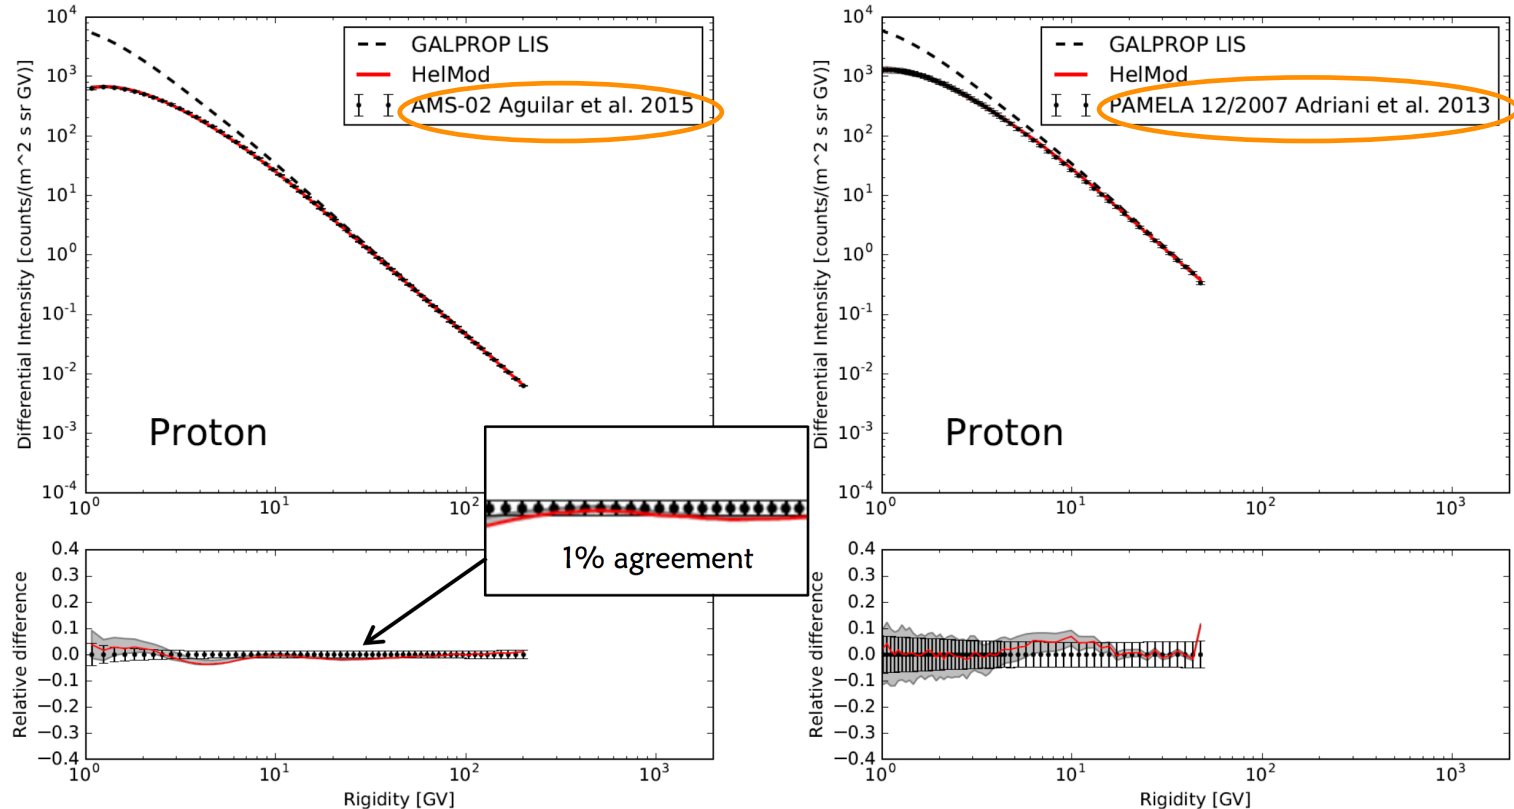 Differential Intensity [counts/(m^2 s sr GV)]
10^4
10^3
10^2
10^1
10^0
10^-1
10^-2
10^-3
10^-4
GALPROP LIS
HelMod
AMS-02 Aguilar et al. 2015
Proton
10^0 10^1 10^2
Differential Intensity [counts/(m^2 s sr GV)]
10^4
10^3
10^2
10^1
10^0
10^-1
10^-2
10^-3
10^-4
GALPROP LIS
HelMod
PAMELA 12/2007 Adriani et al. 2013
Proton
10^0 10^1 10^2 10^3
1% agreement
Relative difference
0.4
0.3
0.2
0.1
0.0
−0.1
−0.2
−0.3
−0.4
10^0 10^1 10^2 10^3
Rigidity [GV]
Relative difference
0.4
0.3
0.2
0.1
0.0
−0.1
−0.2
−0.3
−0.4
10^0 10^1 10^2 10^3
Rigidity [GV]